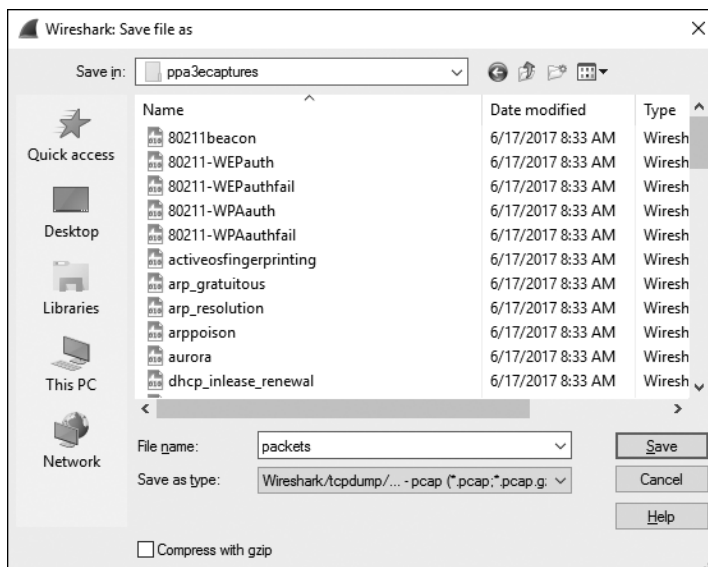 Wireshark: Save file as
Save in: ppa3ecaptures
Name Date modified Type
80211beacon 6/17/2017 8:33 AM Wiresh
80211-WEPauth 6/17/2017 8:33 AM Wiresh
80211-WEPauthfail 6/17/2017 8:33 AM Wiresh
80211-WPAauth 6/17/2017 8:33 AM Wiresh
80211-WPAauthfail 6/17/2017 8:33 AM Wiresh
activeosfingerprinting 6/17/2017 8:33 AM Wiresh
arp_gratuitous 6/17/2017 8:33 AM Wiresh
arp_resolution 6/17/2017 8:33 AM Wiresh
arppoison 6/17/2017 8:33 AM Wiresh
aurora 6/17/2017 8:33 AM Wiresh
dhcp_inlease_renewal 6/17/2017 8:33 AM Wiresh
Quick access
Desktop
Libraries
This PC
Network
File name: packets Save
Save as type: Wireshark/tcpdump/... - pcap (*.pcap;*.pcap.g: Cancel
Help
Compress with gzip